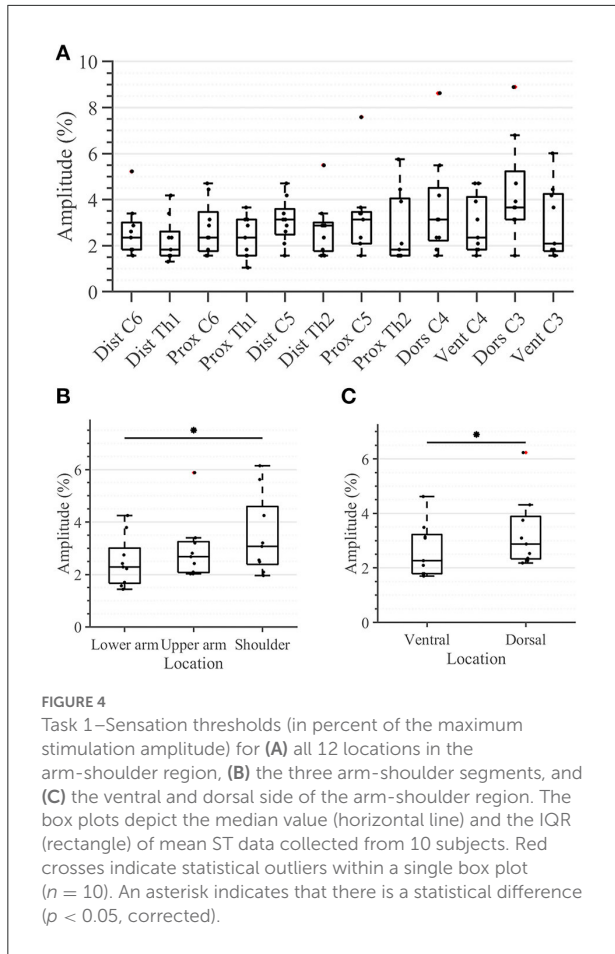 A
10
8
6
4
2
0
Amplitude (%)
Dist C6
Dist Th1
Prox C6
Prox Th1
Dist C5
Dist Th2
Prox C5
Prox Th2
Dors C4
Vent C4
Dors C3
Vent C3
B
*
6
4
2
0
Amplitude (%)
Lower arm Upper arm Shoulder
Location
C
*
6
4
2
0
Amplitude (%)
Ventral Dorsal
Location
FIGURE 4
Task 1–Sensation thresholds (in percent of the maximum
stimulation amplitude) for (A) all 12 locations in the
arm-shoulder region, (B) the three arm-shoulder segments, and
(C) the ventral and dorsal side of the arm-shoulder region. The
box plots depict the median value (horizontal line) and the IQR
(rectangle) of mean ST data collected from 10 subjects. Red
crosses indicate statistical outliers within a single box plot
(n = 10). An asterisk indicates that there is a statistical difference
(p < 0.05, corrected).